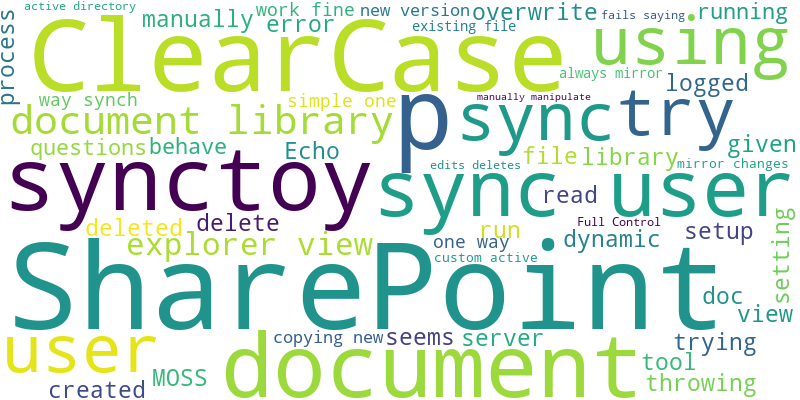 active directory
manually
work fine
new version
overwrite
fails saying
running
process
error
existing file
ClearCase
using
always mirror
logged
way synch
simple one
manually manipulate
document library
p
sync
try
questions
behave
Echo
file
library
given
edits deletes
mirror changes
synctoy
sync user
read
deleted
delete
Full Control
setup
setting
explorer view
run
one way
dynamic
custom active
SharePoint
doc
view
user
copying new
seems
server
trying
document
created
MOSS
tool
throwing